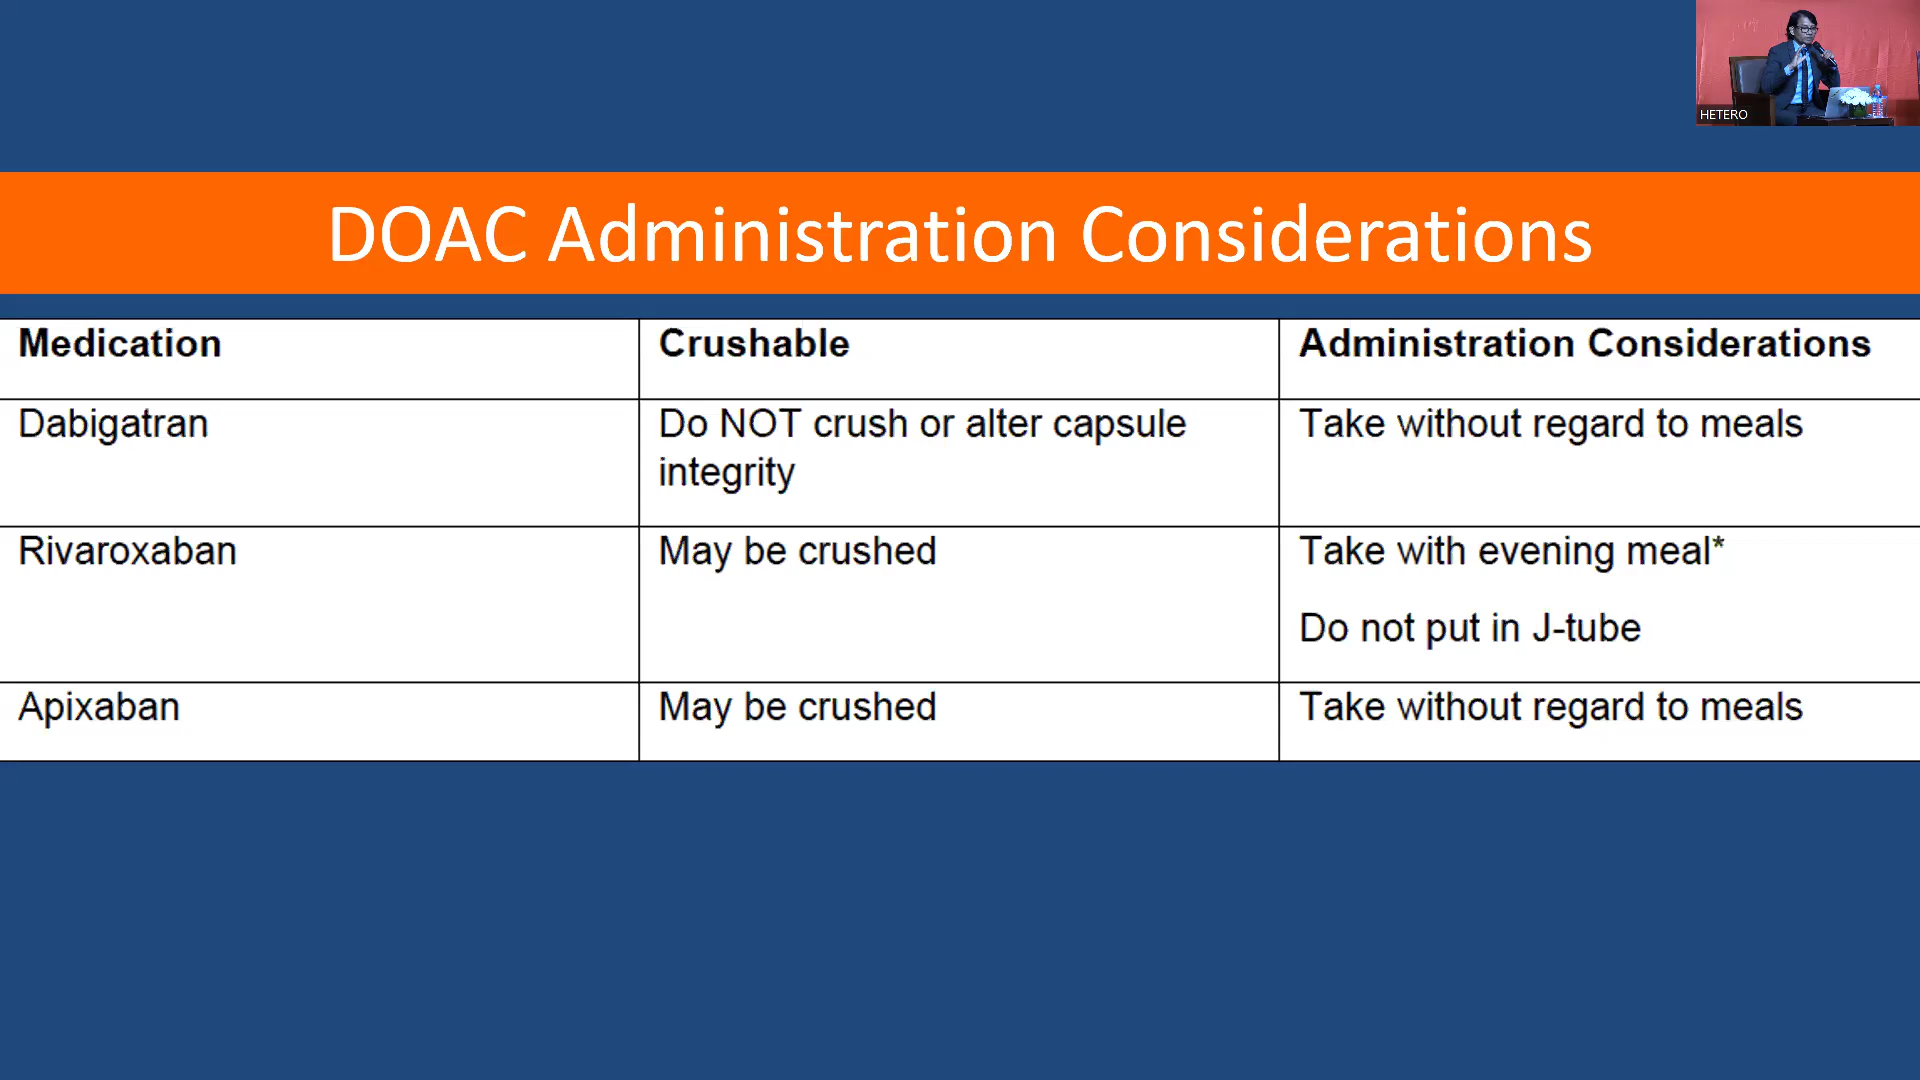 HETERO
DOAC Administration Considerations
Medication Crushable Administration Considerations
Dabigatran Do NOT crush or alter capsule Take without regard to meals
integrity
Rivaroxaban May be crushed Take with evening meal*
Do not put in J-tube
Apixaban May be crushed Take without regard to meals